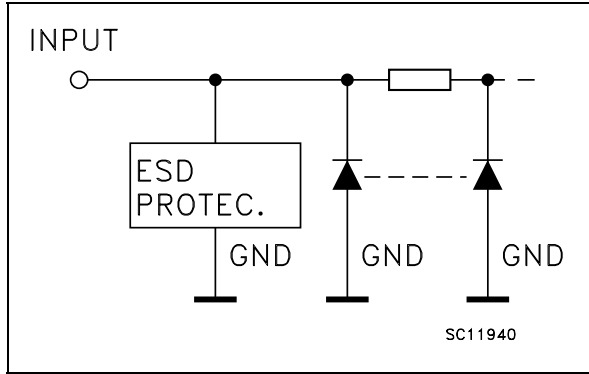 INPUT
ESD
PROTEC.
GND
GND
GND
SC11940